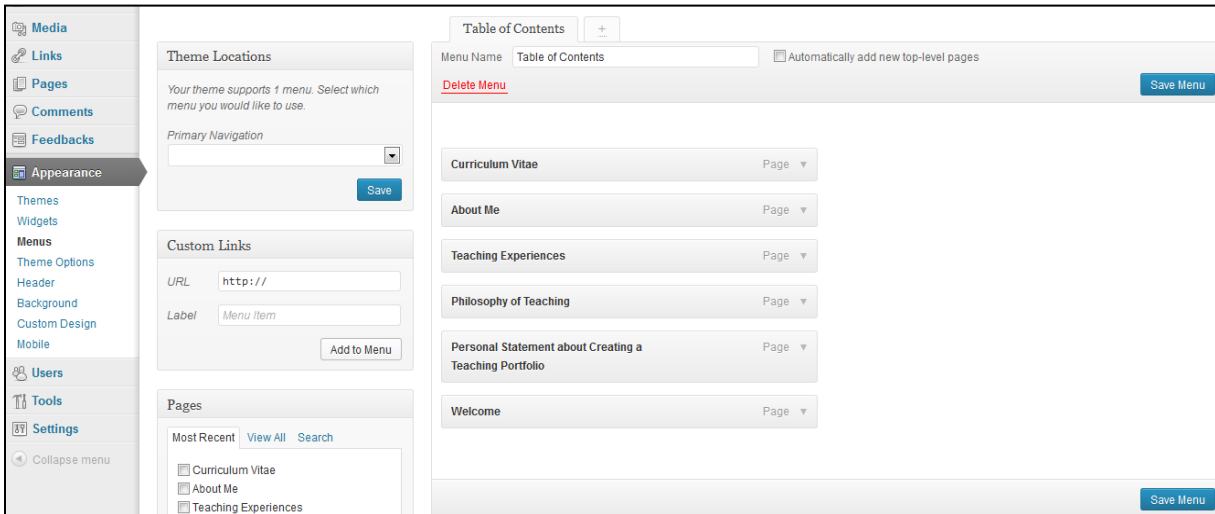 Media
Links
Pages
Comments
Feedbacks
Appearance
Themes
Widgets
Menus
Theme Options
Header
Background
Custom Design
Mobile
Users
Tools
Settings
Collapse menu
Theme Locations
Your theme supports 1 menu. Select which
menu you would like to use.
Primary Navigation
Save
Custom Links
URL http://
Label Menu Item
Add to Menu
Pages
Most Recent View All Search
Curriculum Vitae
About Me
Teaching Experiences
Table of Contents +
Menu Name Table of Contents Automatically add new top-level pages
Delete Menu Save Menu
Curriculum Vitae Page
About Me Page
Teaching Experiences Page
Philosophy of Teaching Page
Personal Statement about Creating a Page
Teaching Portfolio
Welcome Page
Save Menu